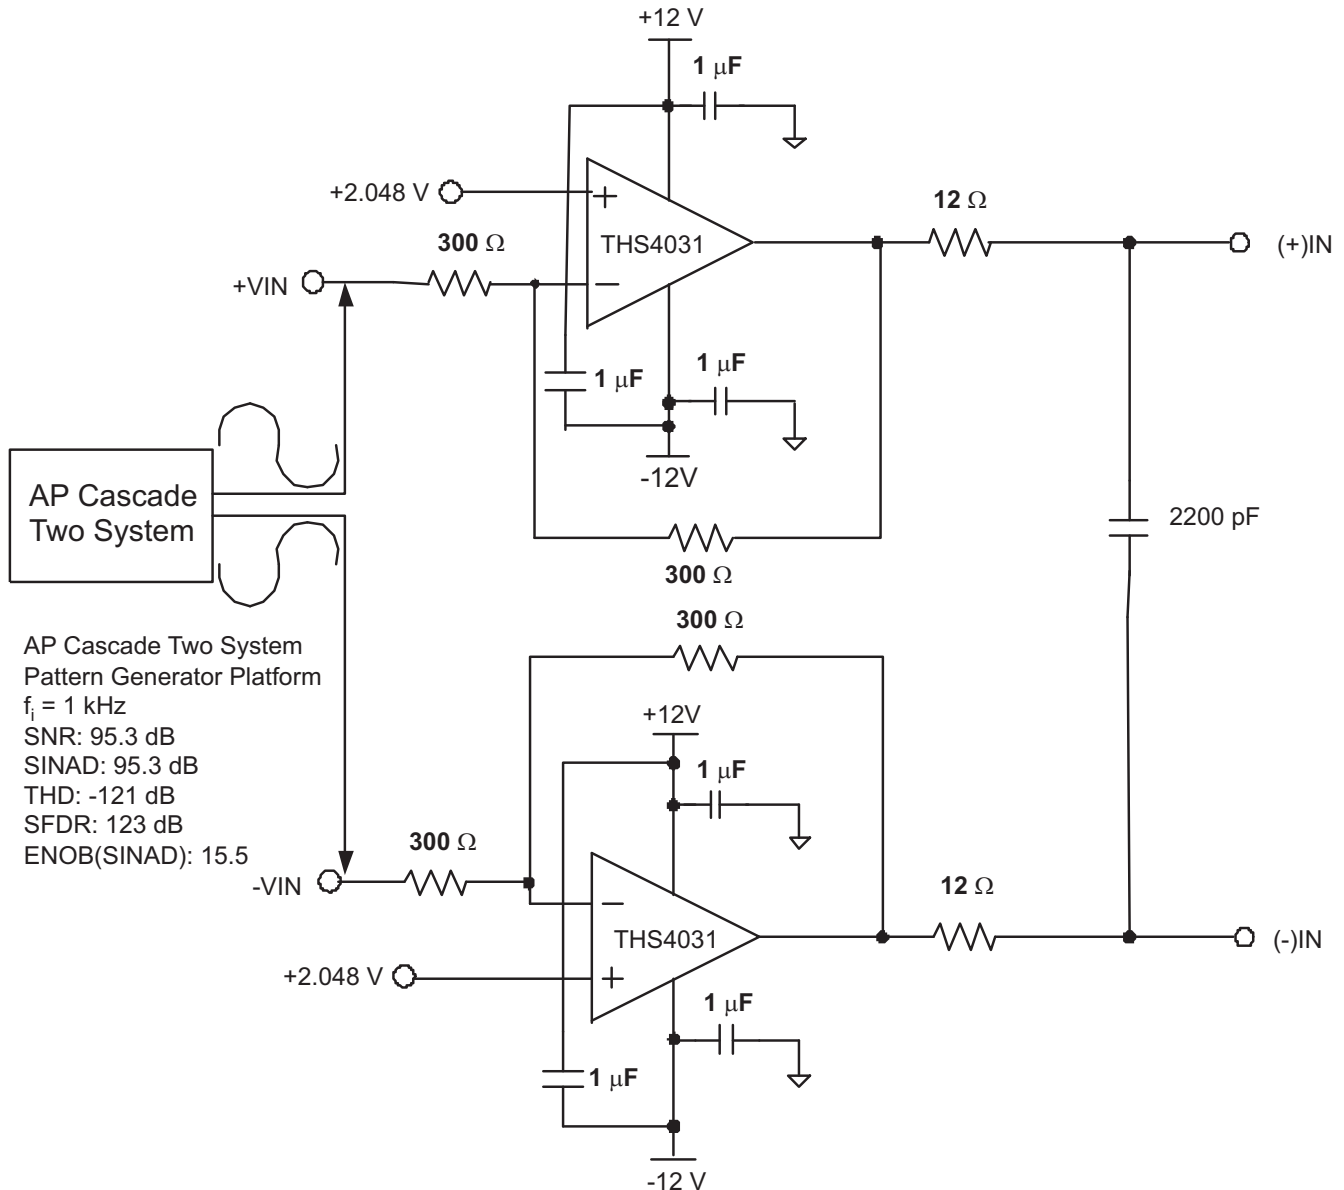 +12 V
1 μF
+2.048 V
300 Ω
THS4031
12 Ω
(+)IN
+VIN
1 μF
1 μF
-12V
AP Cascade
Two System
300 Ω
2200 pF
300 Ω
AP Cascade Two System
Pattern Generator Platform
fi = 1 kHz
SNR: 95.3 dB
SINAD: 95.3 dB
THD: -121 dB
SFDR: 123 dB
ENOB(SINAD): 15.5
+12V
1 μF
300 Ω
-VIN
12 Ω
THS4031
(-)IN
+2.048 V
1 μF
1 μF
-12 V